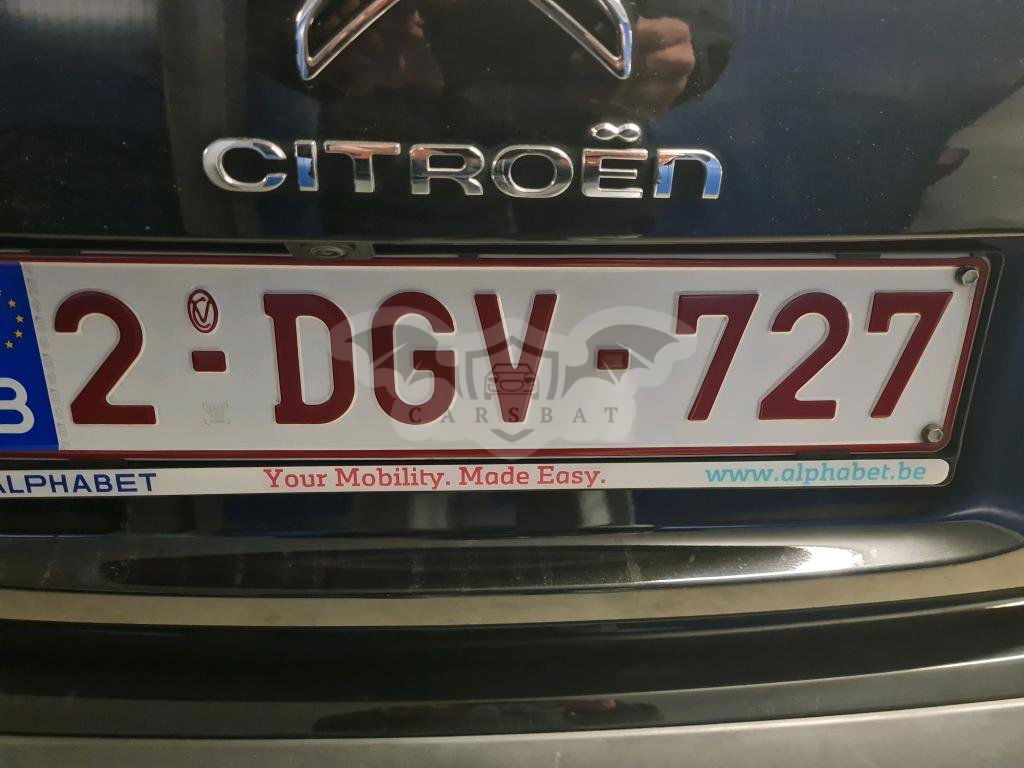 CITROËN
B
2-DGV-727
CARSBAT
ALPHABET Your Mobility. Made Easy. www.alphabet.be